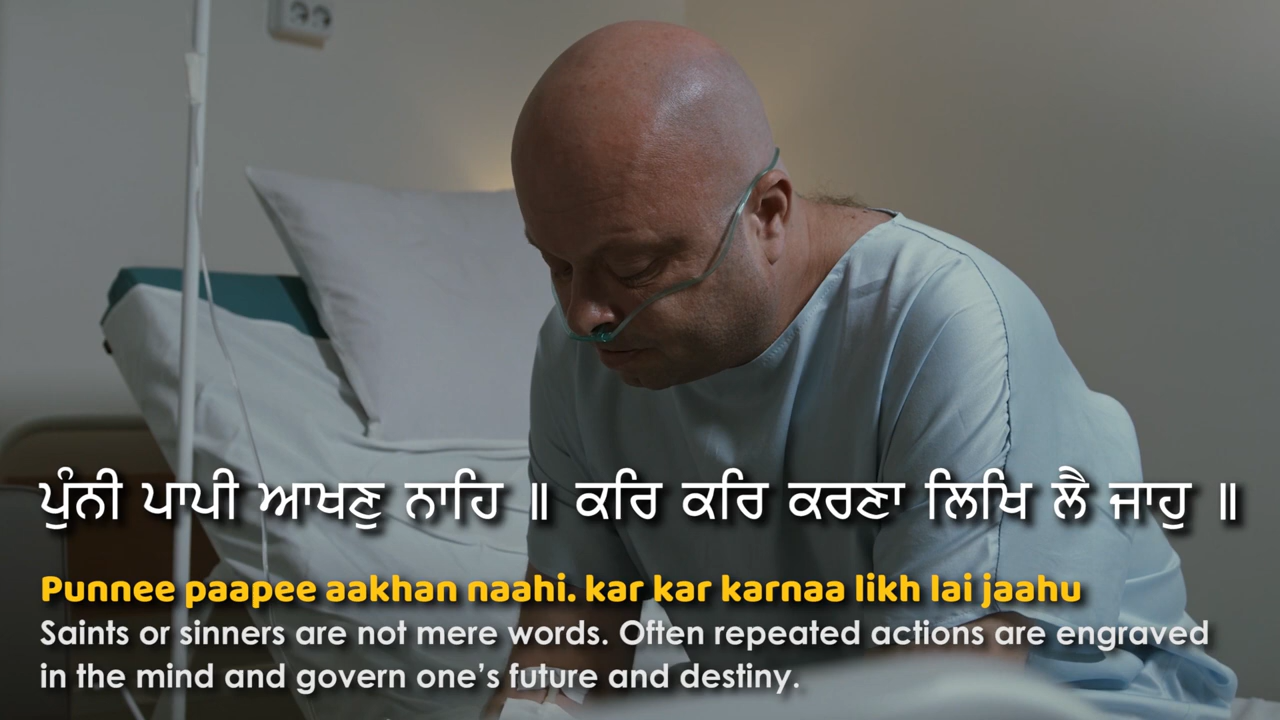 ਪੁੰਨੀ ਪਾਪੀ ਆਖਣੁ ਨਾਹਿ ॥ ਕਰਿ ਕਰਿ ਕਰਣਾ ਲਿਖਿ ਲੈ ਜਾਹੁ ॥
Punnee paapee aakhan naahi. kar kar karnaa likh lai jaahu
Saints or sinners are not mere words. Often repeated actions are engraved
in the mind and govern one’s future and destiny.